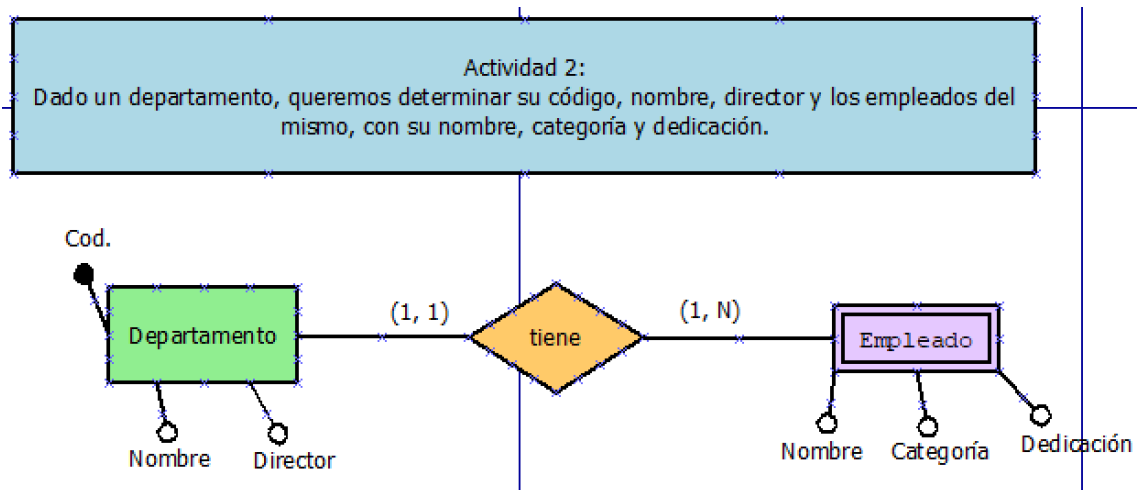 Actividad 2:
Dado un departamento, queremos determinar su código, nombre, director y los empleados del
mismo, con su nombre, categoría y dedicación.
Cod.
Departamento
(1, 1)
tiene
(1, N)
Empleado
Nombre
Director
Nombre
Categoría
Dedicación